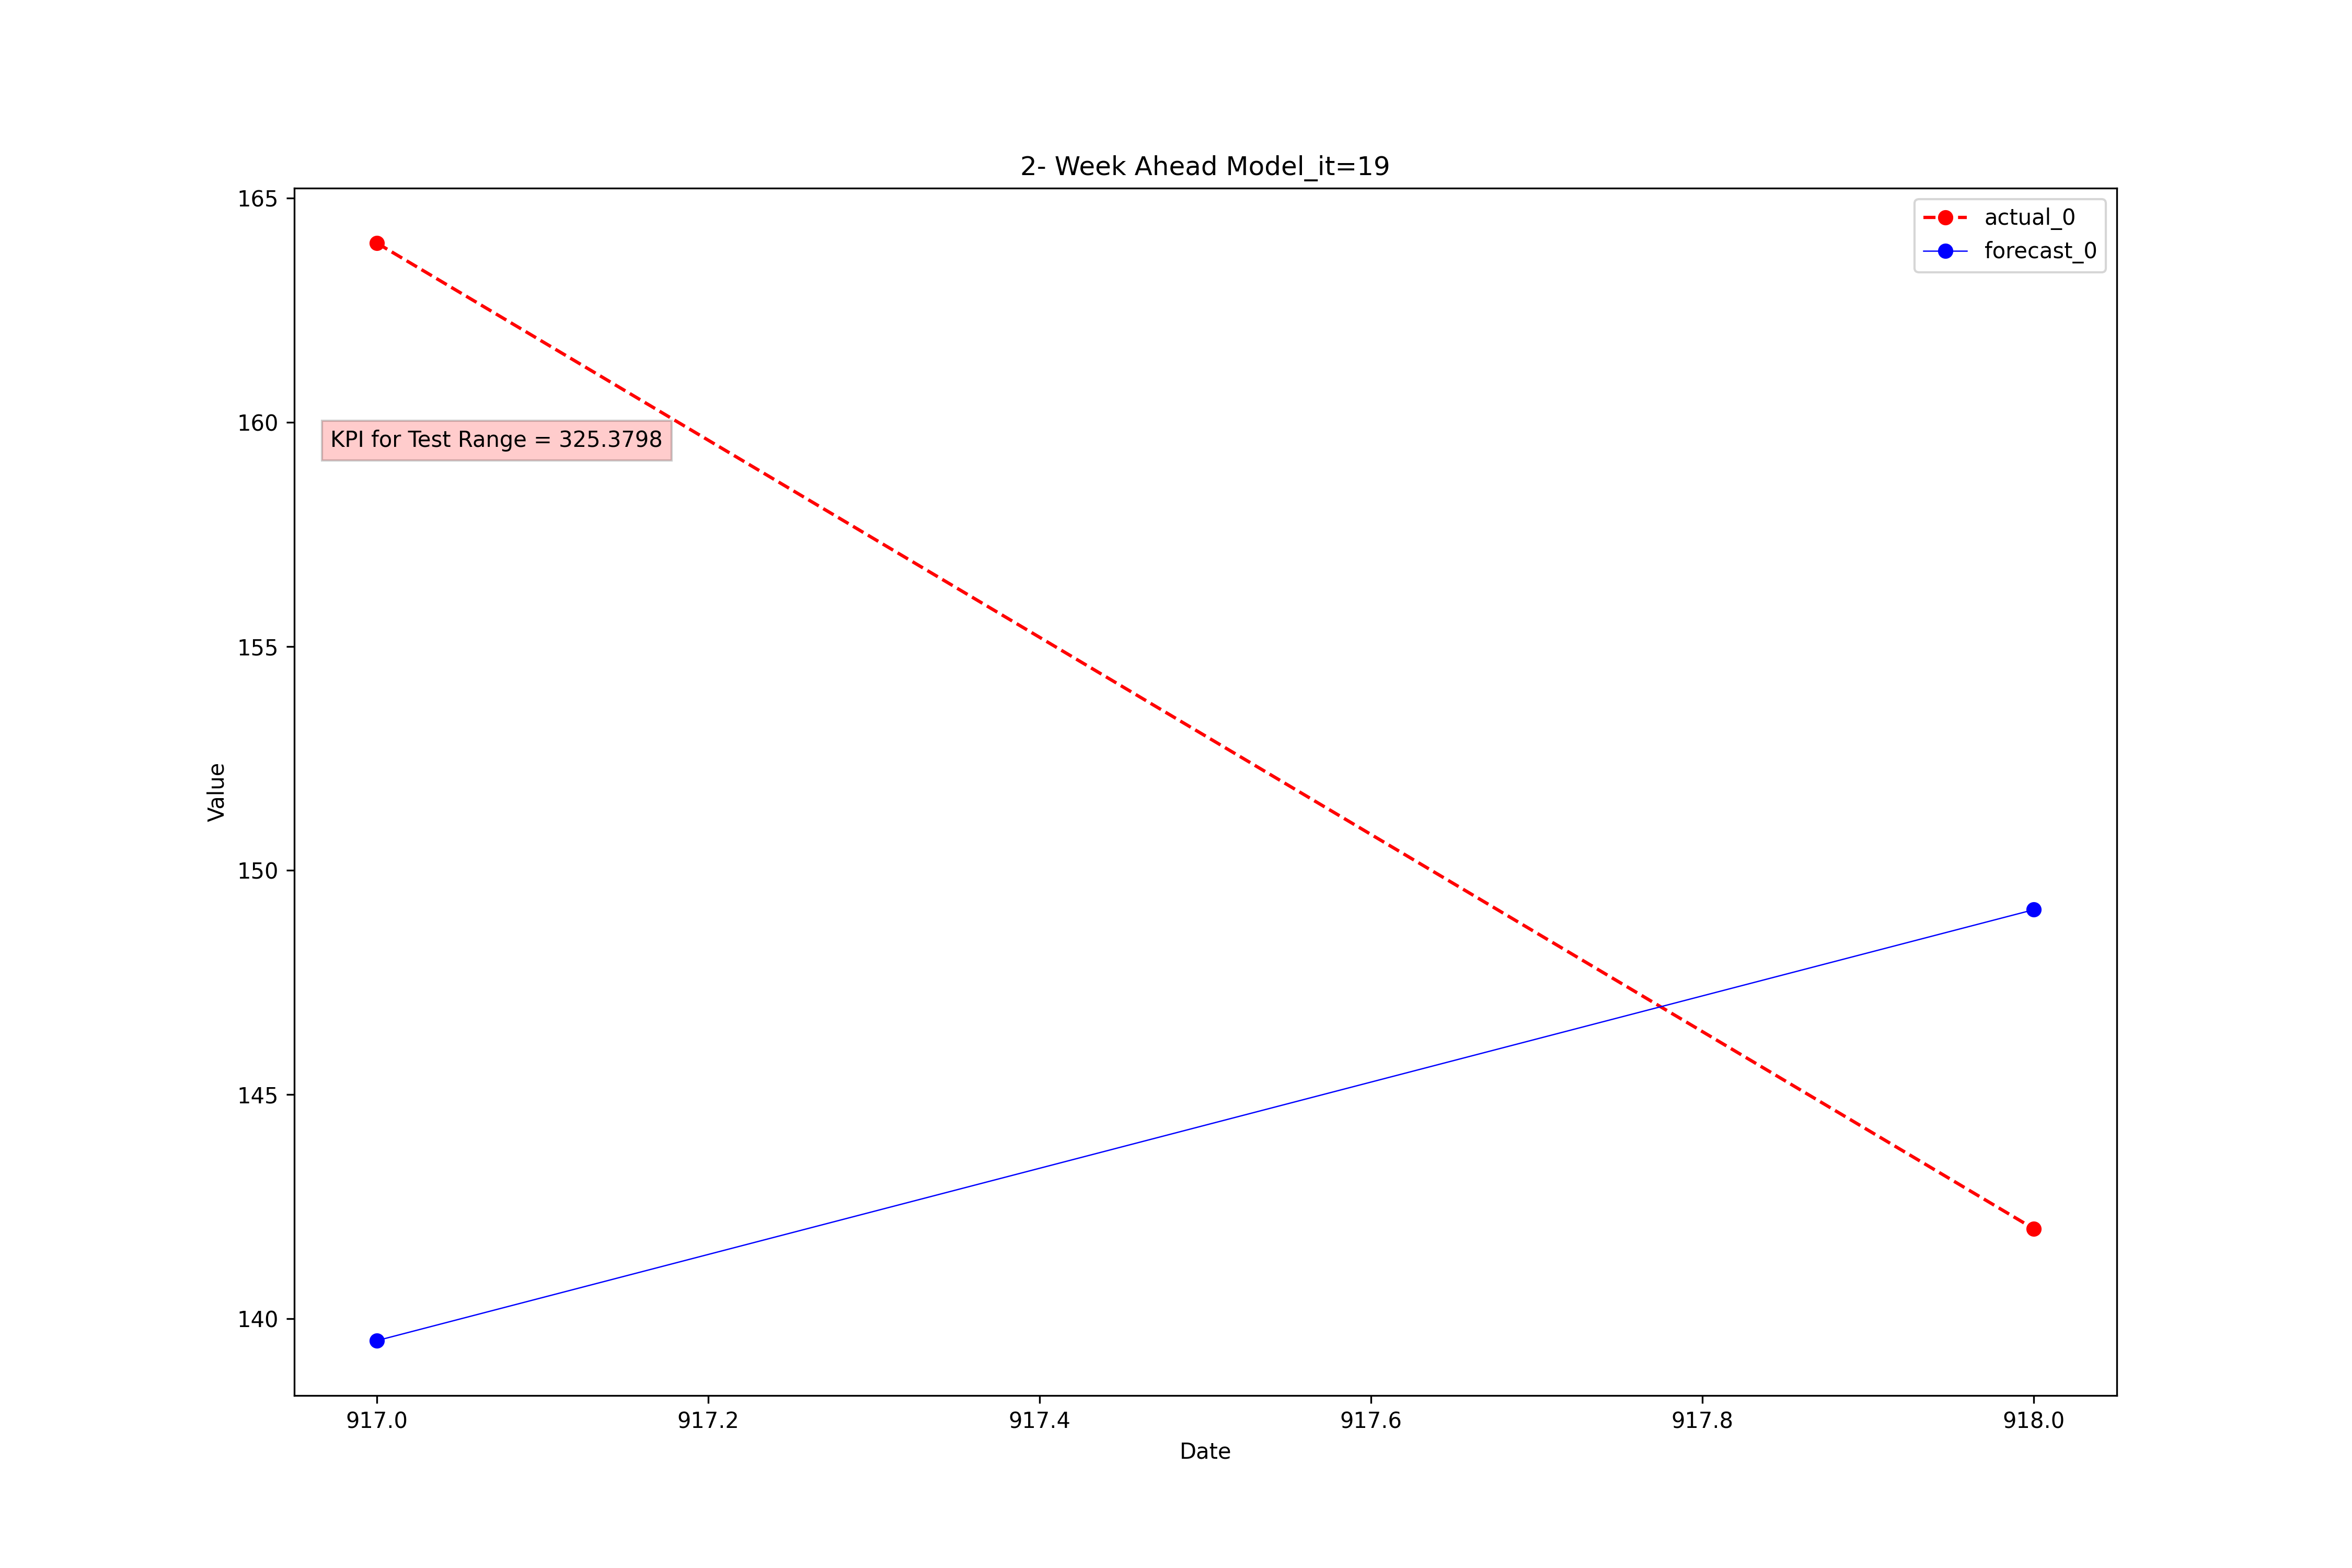 2- Week Ahead Model_it=19
165
160
155
150
145
140
Value
KPI for Test Range = 325.3798
actual_0
forecast_0
917.0 917.2 917.4 917.6 917.8 918.0
Date